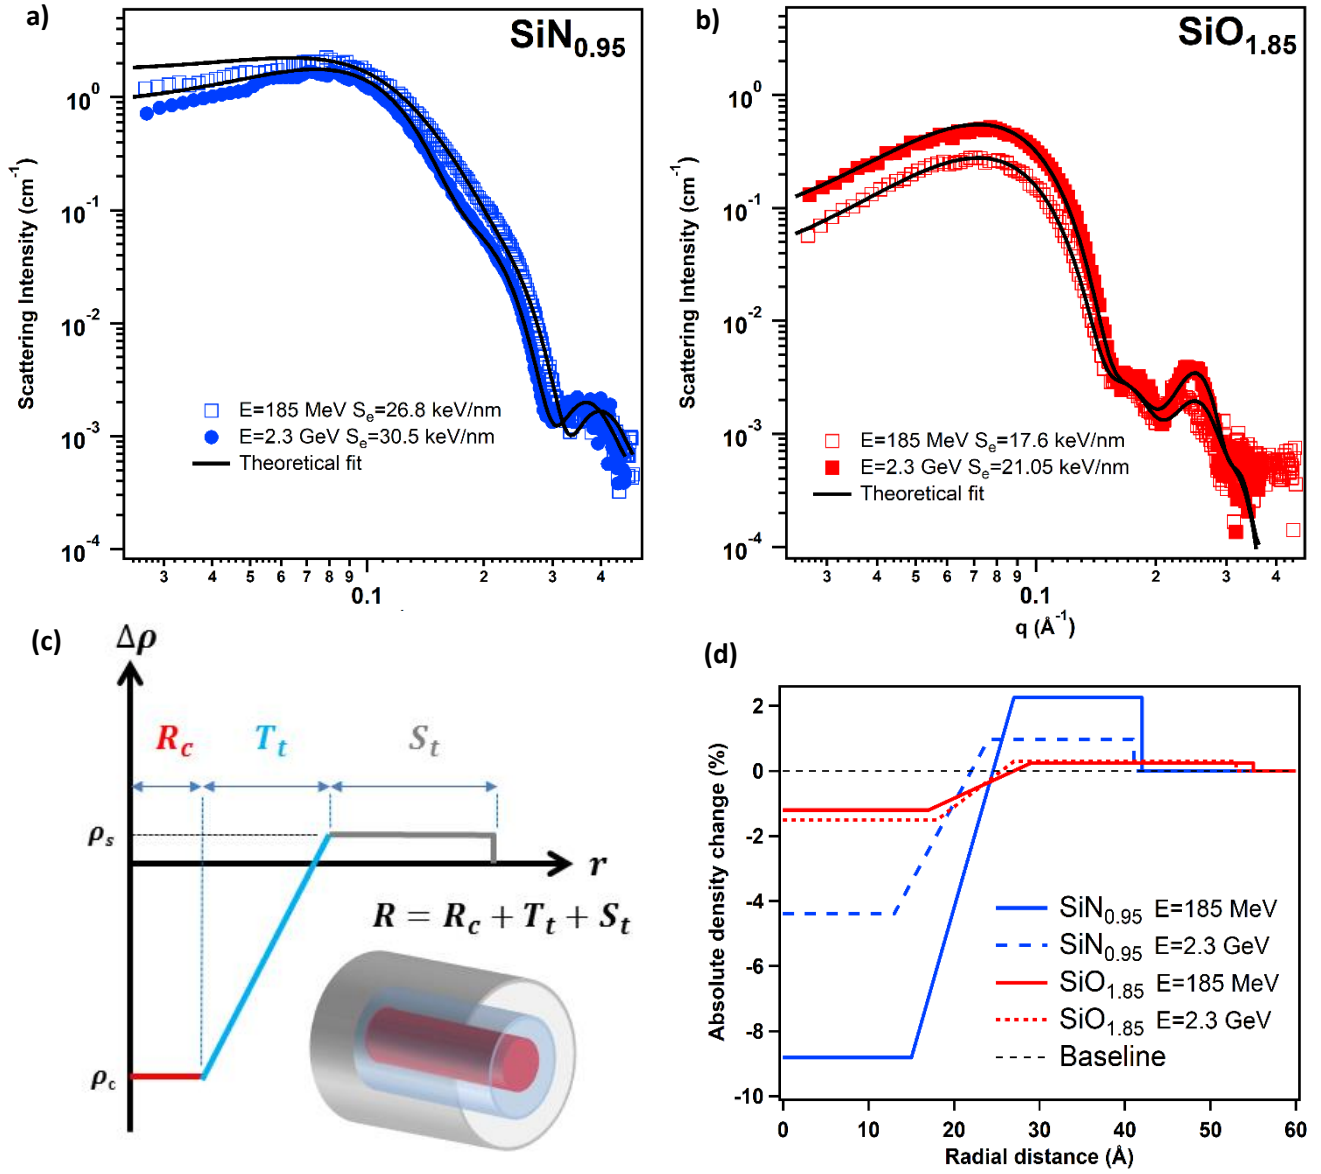 a)
SiN0.95
Scattering Intensity (cm-1)
10^0
10^-1
10^-2
10^-3
10^-4
E=185 MeV Se=26.8 keV/nm
E=2.3 GeV Se=30.5 keV/nm
Theoretical fit
3 4 5 6 7 8 9 2 3 4
0.1
b)
SiO1.85
Scattering Intensity (cm-1)
10^0
10^-1
10^-2
10^-3
10^-4
E=185 MeV Se=17.6 keV/nm
E=2.3 GeV Se=21.05 keV/nm
Theoretical fit
3 4 5 6 7 8 9 2 3 4
0.1
q (Å-1)
(c)
Δρ
Rc Tt St
ρs
r
R = Rc + Tt + St
ρc
(d)
Absolute density change (%)
2
0
-2
-4
-6
-8
-10
SiN0.95 E=185 MeV
SiN0.95 E=2.3 GeV
SiO1.85 E=185 MeV
SiO1.85 E=2.3 GeV
Baseline
0 10 20 30 40 50 60
Radial distance (Å)